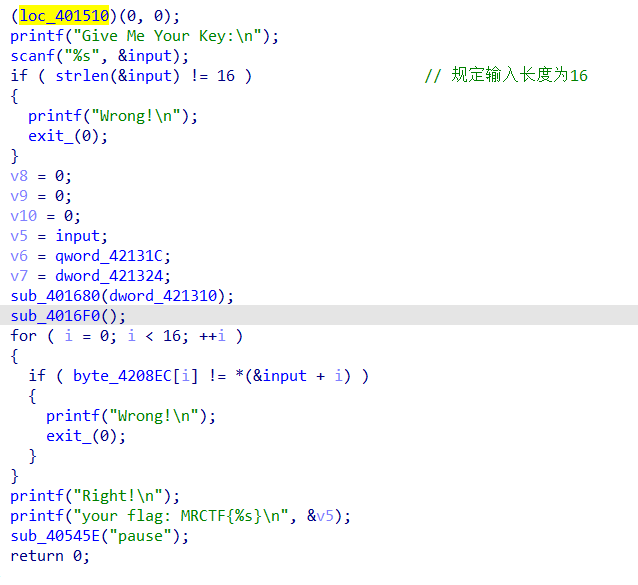 (loc_401510)(0, 0);
printf("Give Me Your Key:\n");
scanf("%s", &input);
if ( strlen(&input) != 16 ) // 规定输入长度为16
{
printf("Wrong!\n");
exit_(0);
}
v8 = 0;
v9 = 0;
v10 = 0;
v5 = input;
v6 = qword_42131C;
v7 = dword_421324;
sub_401680(dword_421310);
sub_4016F0();
for ( i = 0; i < 16; ++i )
{
if ( byte_4208EC[i] != *(&input + i) )
{
printf("Wrong!\n");
exit_(0);
}
}
printf("Right!\n");
printf("your flag: MRCTF{%s}\n", &v5);
sub_40545E("pause");
return 0;